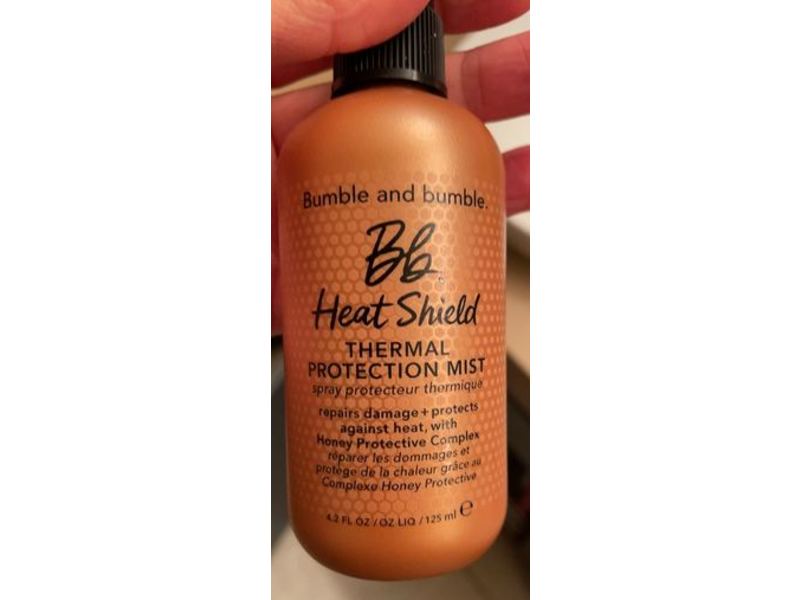 Bumble and bumble.
Bb.
Heat Shield
THERMAL
PROTECTION MIST
spray protecteur thermique
repairs damage + protects
against heat, with
Honey Protective Complex
réparer les dommages et
protège de la chaleur grâce au
Complexe Honey Protective
4.2 FL OZ / OZ LIQ / 125 ml ℮